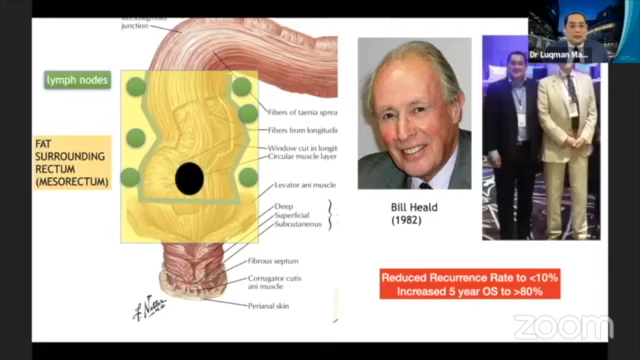 junction
lymph nodes
FAT
SURROUNDING
RECTUM
(MESORECTUM)
Fibers of taenia sprea
Fibers from longitudin
Window cut in longit
Circular muscle layer
Levator ani muscle
Deep
Superficial
Subcutaneous
Fibrous septum
Corrugator cutis
ani muscle
Perianal skin
Bill Heald
(1982)
Reduced Recurrence Rate to <10%
Increased 5 year OS to >80%
Dr Luqman Ma...
zoom